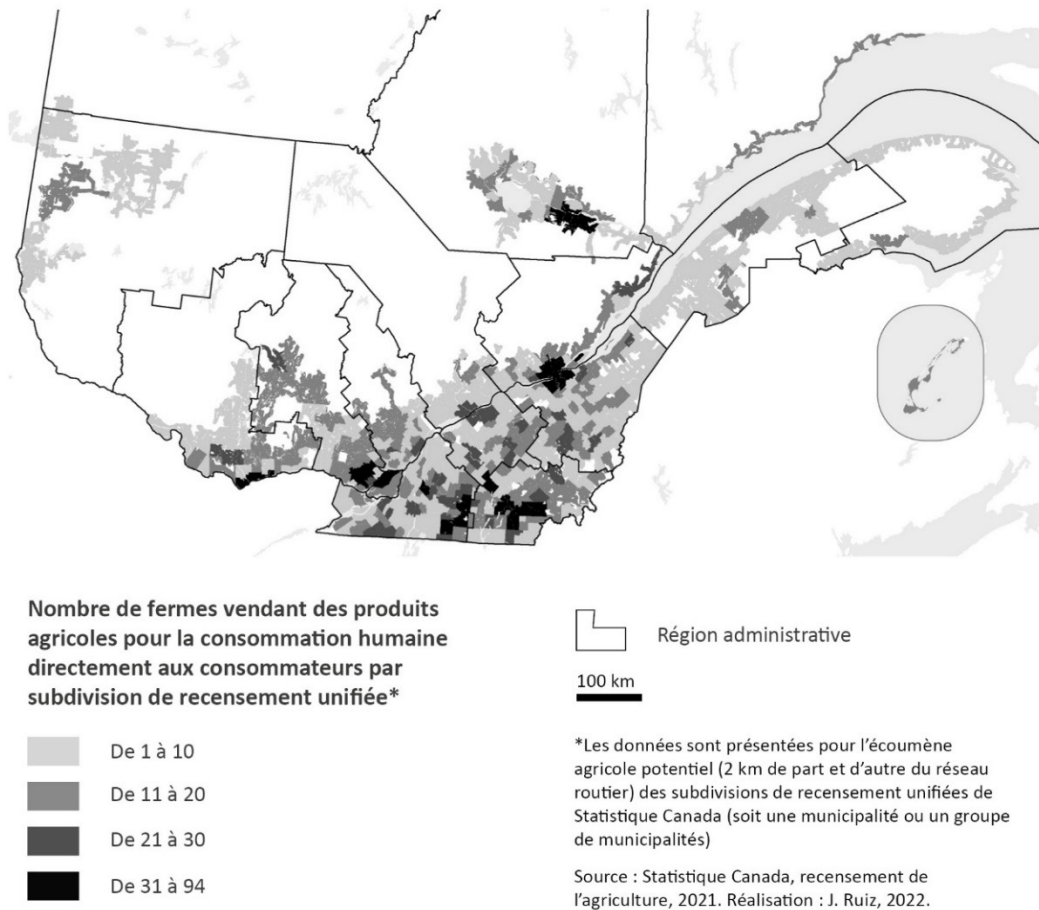 Nombre de fermes vendant des produits
agricoles pour la consommation humaine
directement aux consommateurs par
subdivision de recensement unifiée*
De 1 à 10
De 11 à 20
De 21 à 30
De 31 à 94
Région administrative
100 km
*Les données sont présentées pour l’écoumène
agricole potentiel (2 km de part et d’autre du réseau
routier) des subdivisions de recensement unifiées de
Statistique Canada (soit une municipalité ou un groupe
de municipalités)
Source : Statistique Canada, recensement de
l’agriculture, 2021. Réalisation : J. Ruiz, 2022.